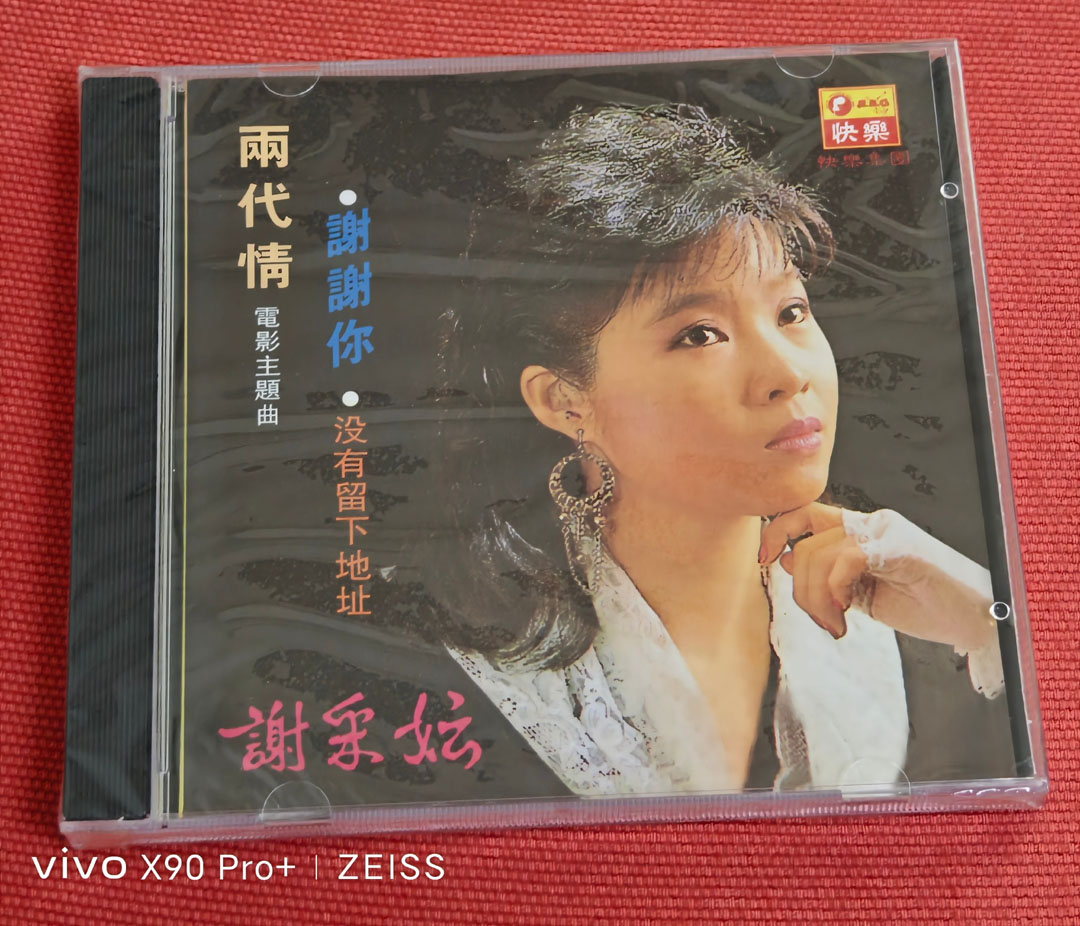 兩代情
電影主題曲
•謝謝你
•没有留下地址
謝采妘
快樂
快樂集團
vivo X90 Pro+ | ZEISS